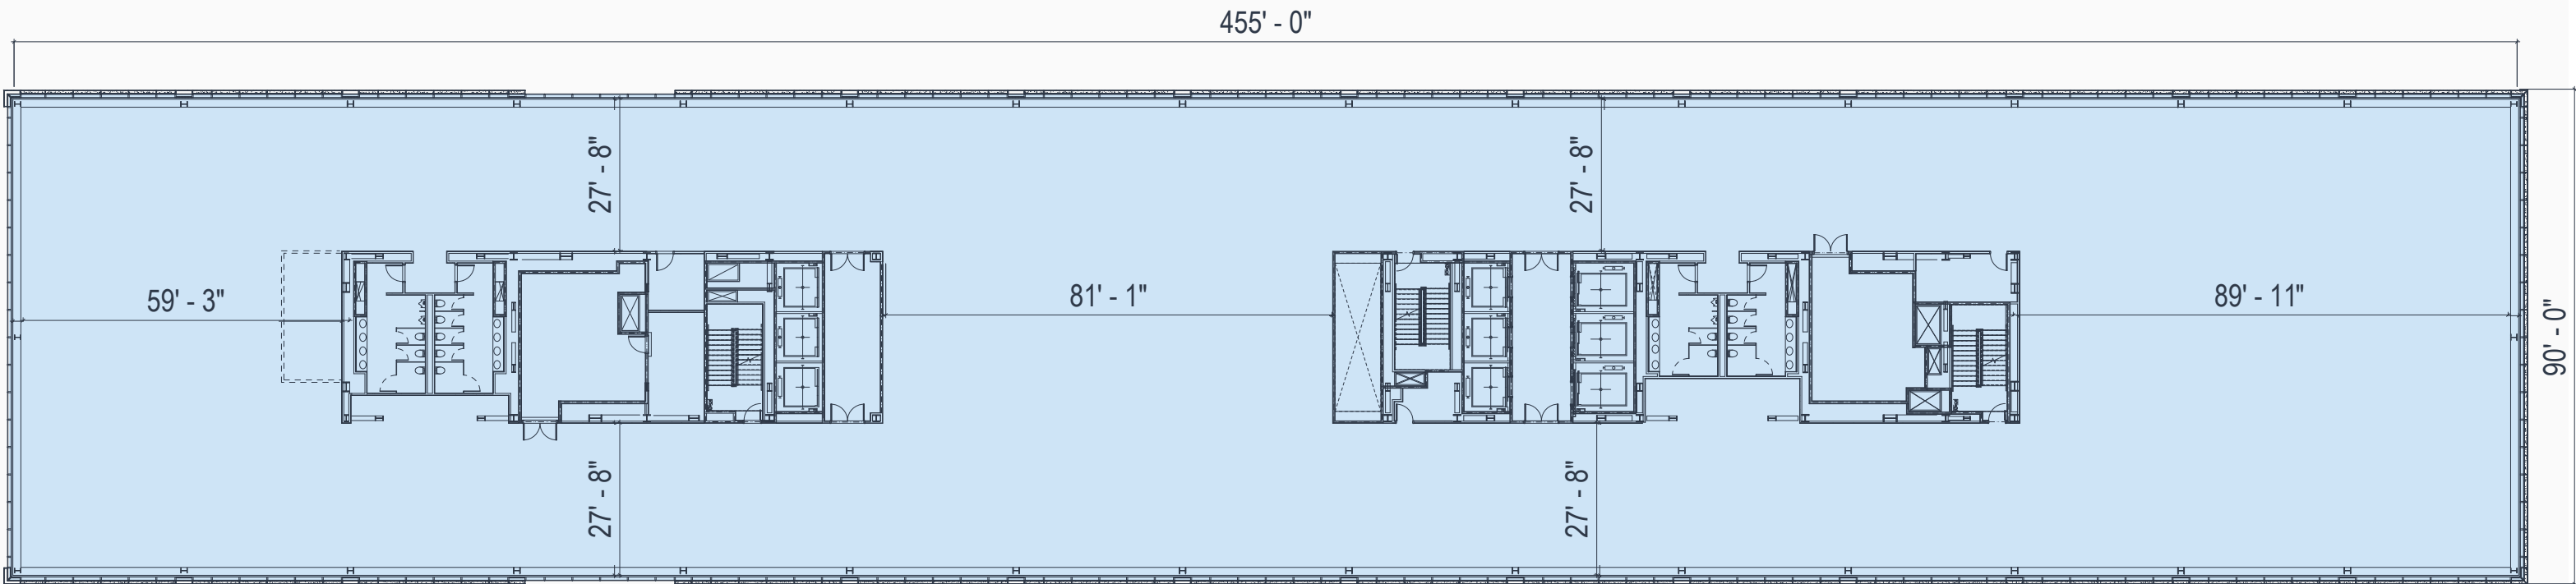 455' - 0"
27' - 8"
27' - 8"
59' - 3"
81' - 1"
89' - 11"
90' - 0"
27' - 8"
27' - 8"